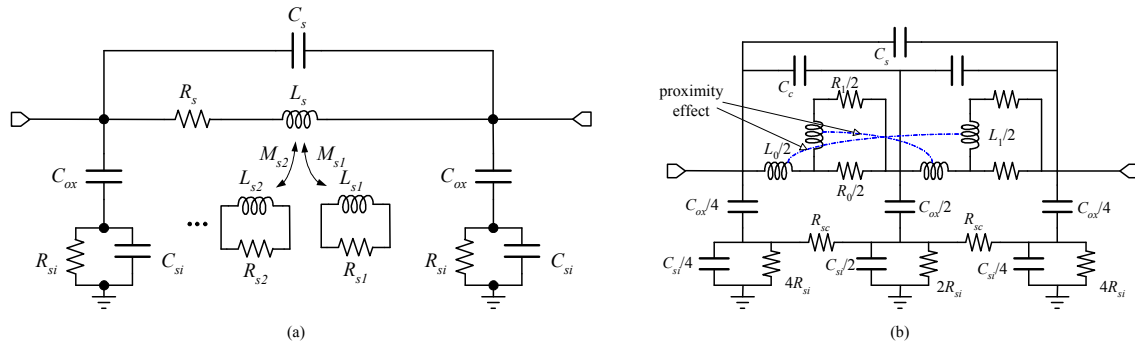 C_s
R_s
L_s
M_s2
M_s1
L_s2
L_s1
C_ox
C_ox
...
R_si
C_si
R_s2
R_s1
R_si
C_si
(a)
C_s
C_c
R_1/2
proximity
effect
L_0/2
L_1/2
R_0/2
C_ox/4
C_ox/2
C_ox/4
R_sc
R_sc
C_si/4
4R_si
C_si/2
2R_si
C_si/4
4R_si
(b)